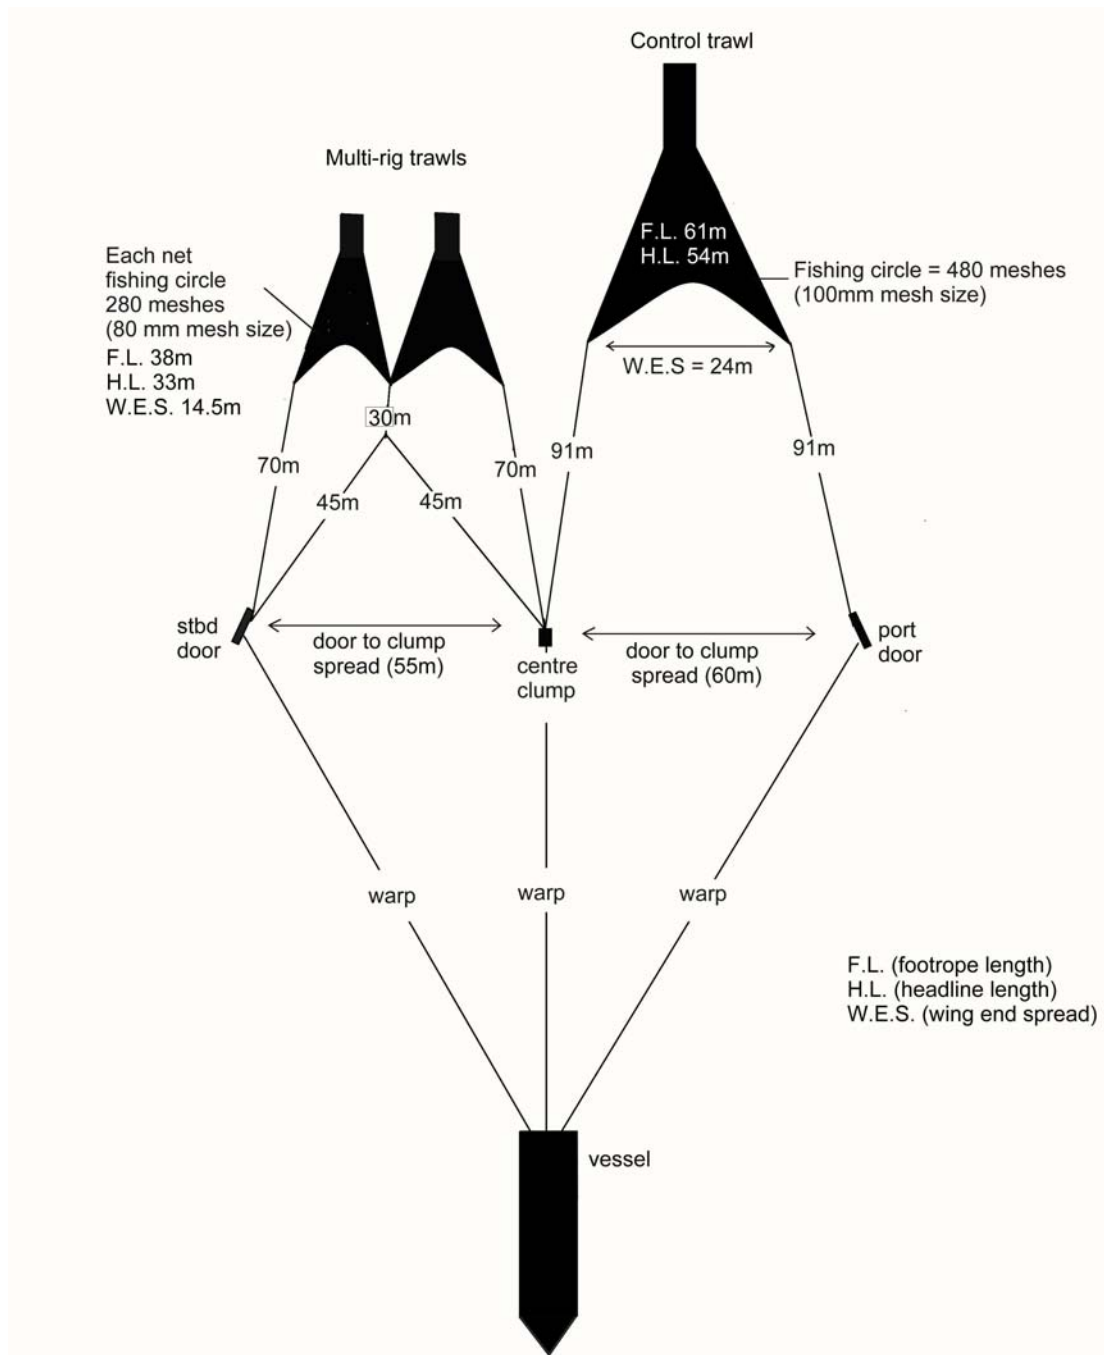 Control trawl
Multi-rig trawls
F.L. 61m
H.L. 54m
Each net
fishing circle
280 meshes
(80 mm mesh size)
F.L. 38m
H.L. 33m
W.E.S. 14.5m
Fishing circle = 480 meshes
(100mm mesh size)
W.E.S = 24m
30m
70m
45m
45m
70m
91m
91m
stbd
door
door to clump
spread (55m)
centre
clump
door to clump
spread (60m)
port
door
warp
warp
warp
F.L. (footrope length)
H.L. (headline length)
W.E.S. (wing end spread)
vessel